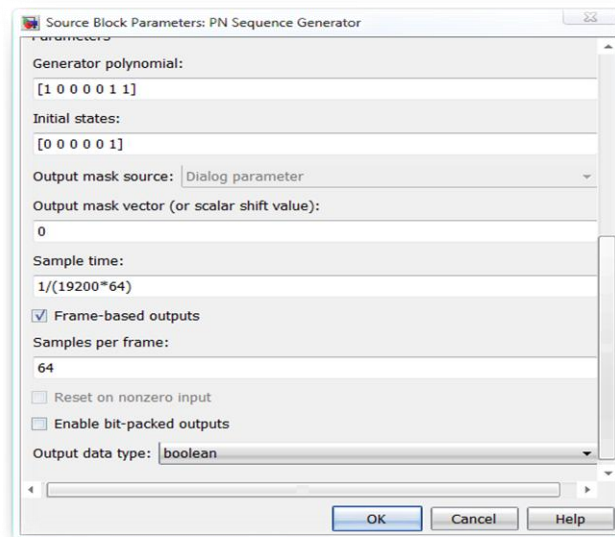 Source Block Parameters: PN Sequence Generator
Parameters
Generator polynomial:
[1 0 0 0 0 1 1]
Initial states:
[0 0 0 0 0 1]
Output mask source: Dialog parameter
Output mask vector (or scalar shift value):
0
Sample time:
1/(19200*64)
Frame-based outputs
Samples per frame:
64
Reset on nonzero input
Enable bit-packed outputs
Output data type: boolean
OK Cancel Help